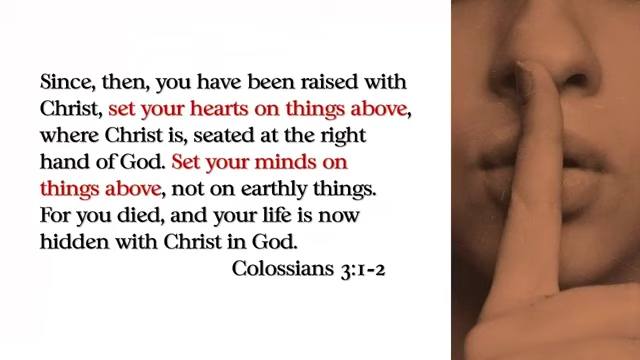 Since, then, you have been raised with
Christ, set your hearts on things above,
where Christ is, seated at the right
hand of God. Set your minds on
things above, not on earthly things.
For you died, and your life is now
hidden with Christ in God.
Colossians 3:1-2